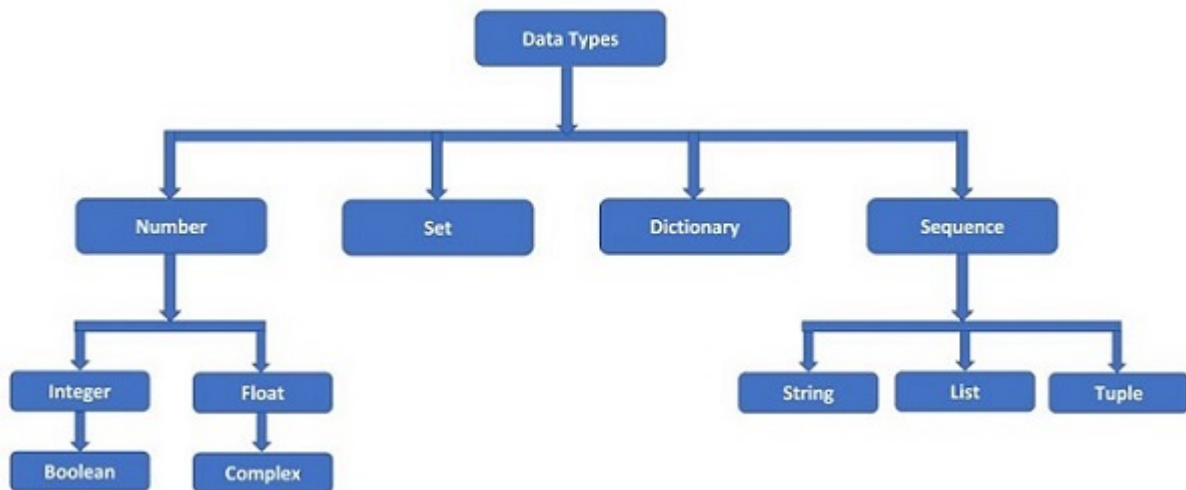 Data Types
Number
Set
Dictionary
Sequence
Integer
Float
String
List
Tuple
Boolean
Complex